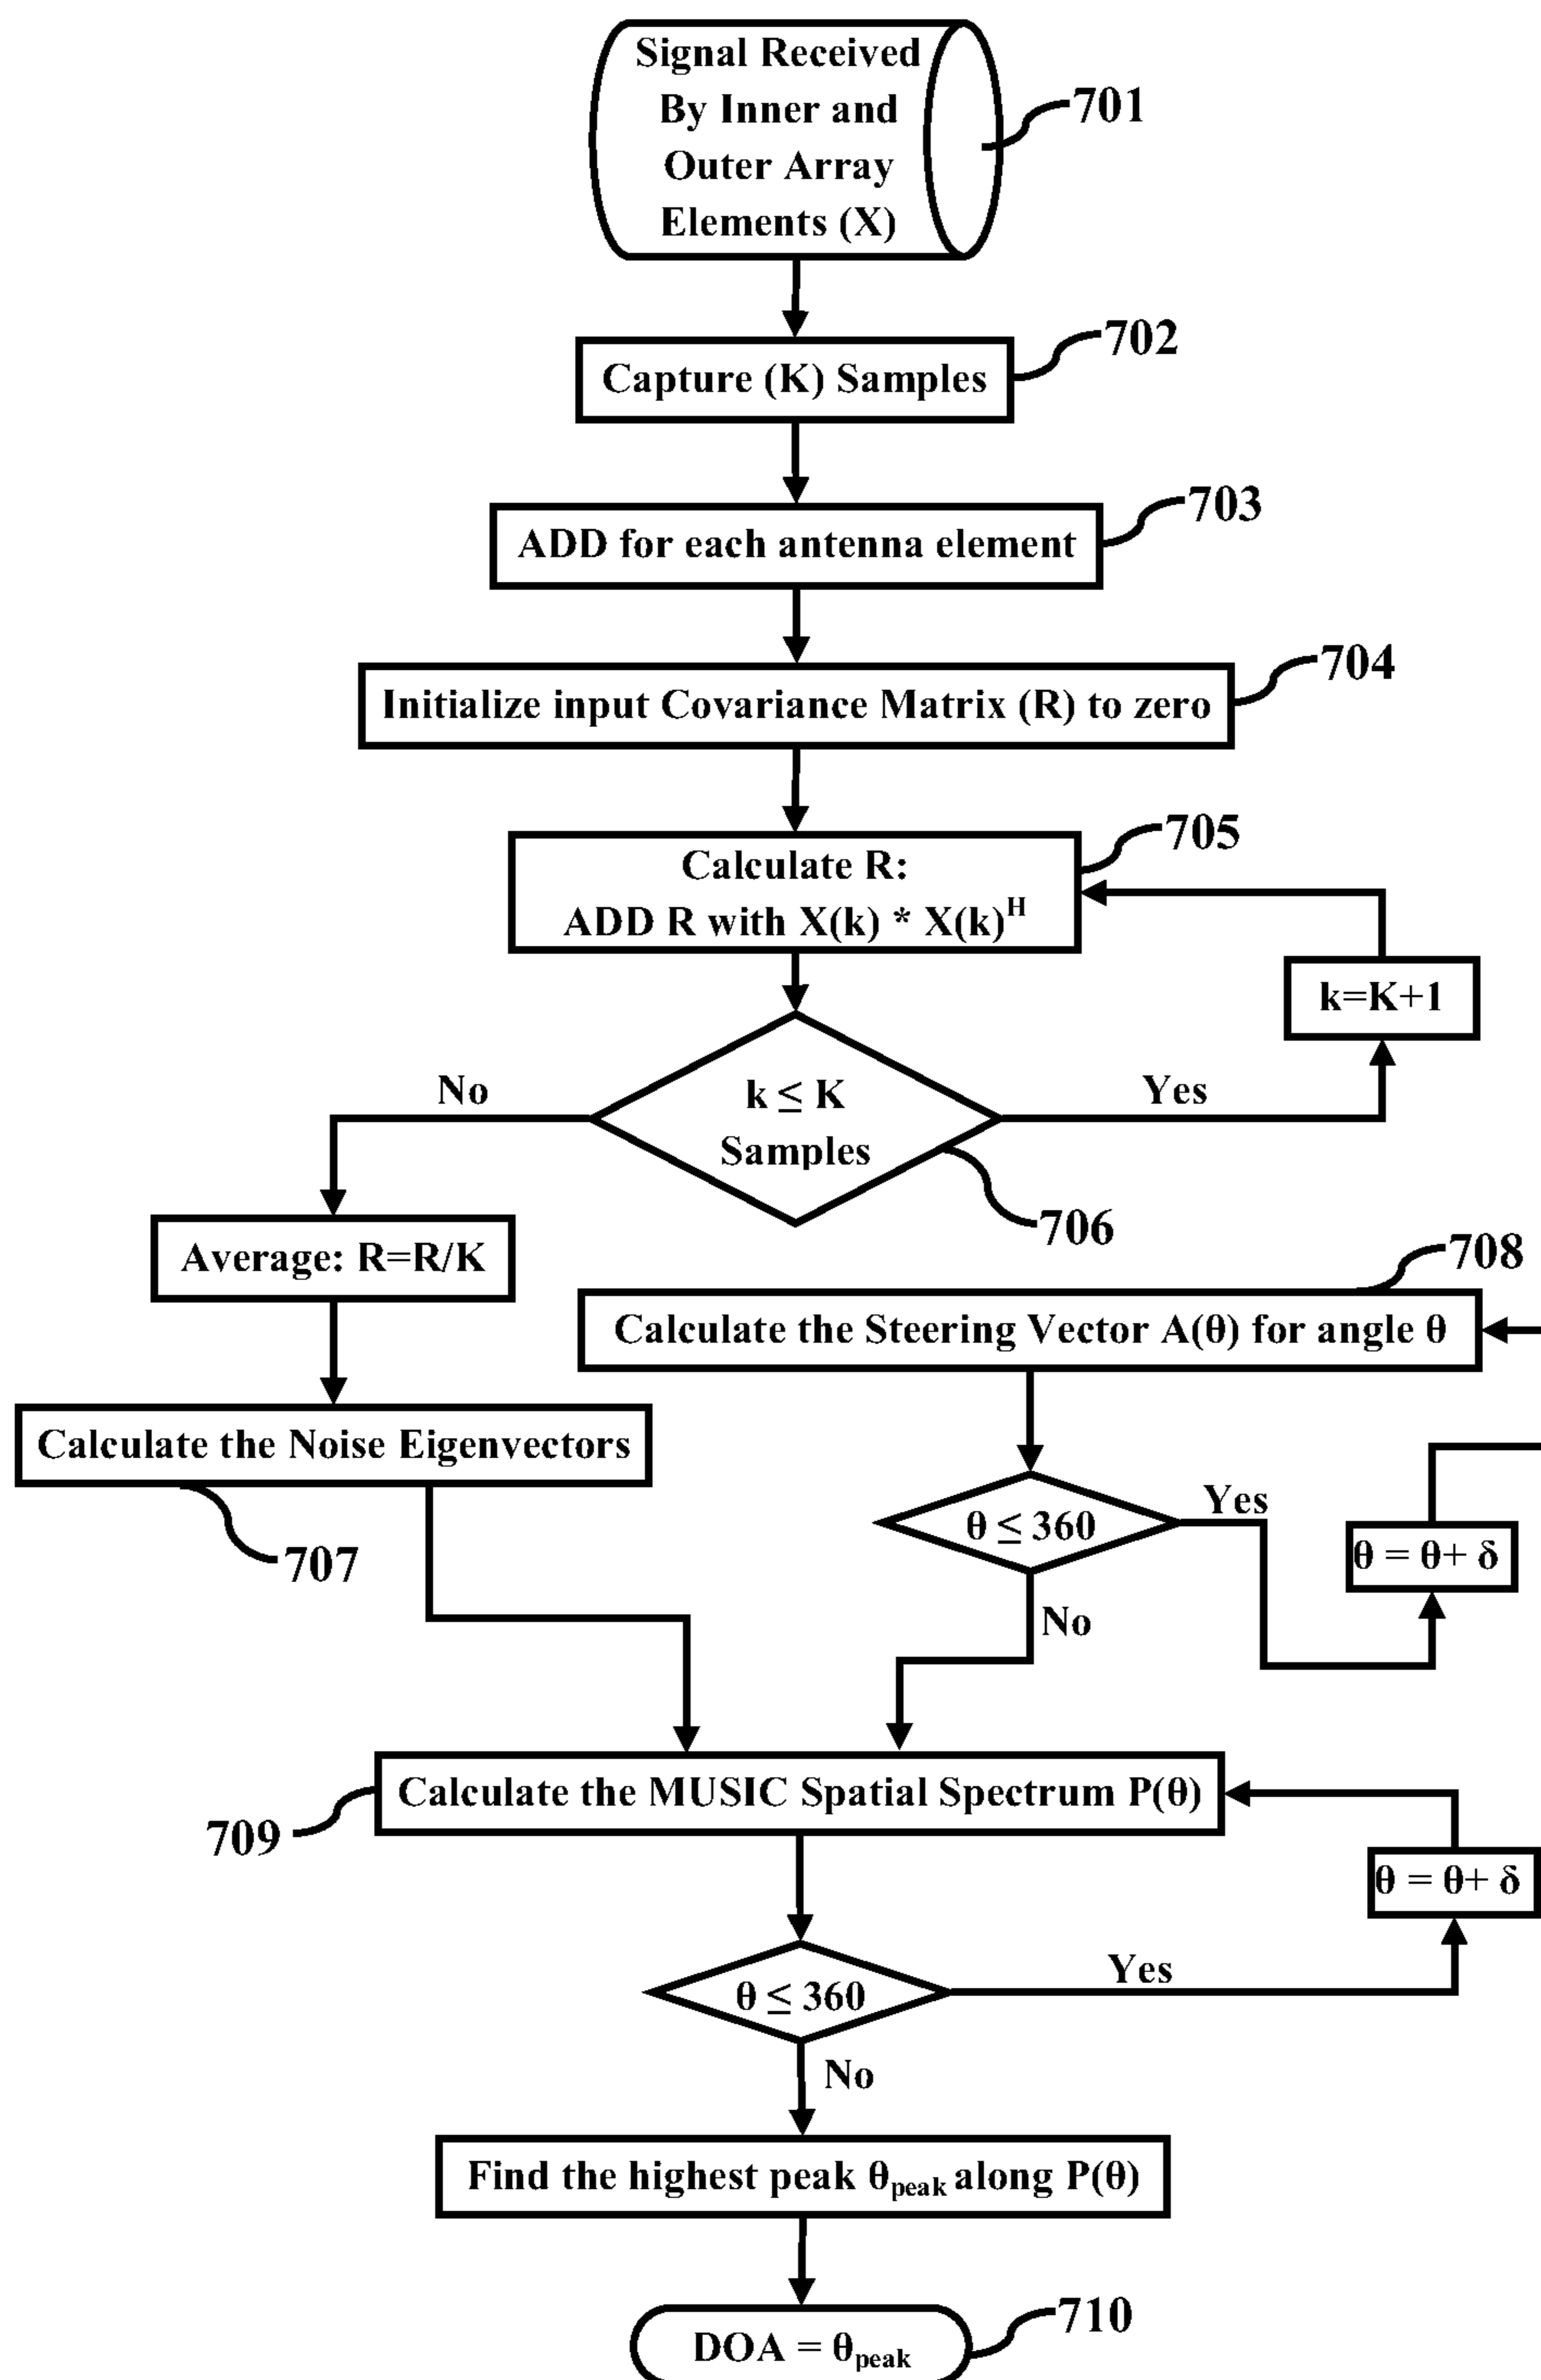 Signal Received
By Inner and
Outer Array
Elements (X)
701
Capture (K) Samples
702
ADD for each antenna element
703
Initialize input Covariance Matrix (R) to zero
704
Calculate R:
ADD R with X(k) * X(k)^H
705
k=K+1
k ≤ K
Samples
No
Yes
706
Average: R=R/K
Calculate the Noise Eigenvectors
707
Calculate the Steering Vector A(θ) for angle θ
708
θ ≤ 360
Yes
θ = θ+ δ
No
Calculate the MUSIC Spatial Spectrum P(θ)
709
θ = θ+ δ
θ ≤ 360
Yes
No
Find the highest peak θpeak along P(θ)
DOA = θpeak
710